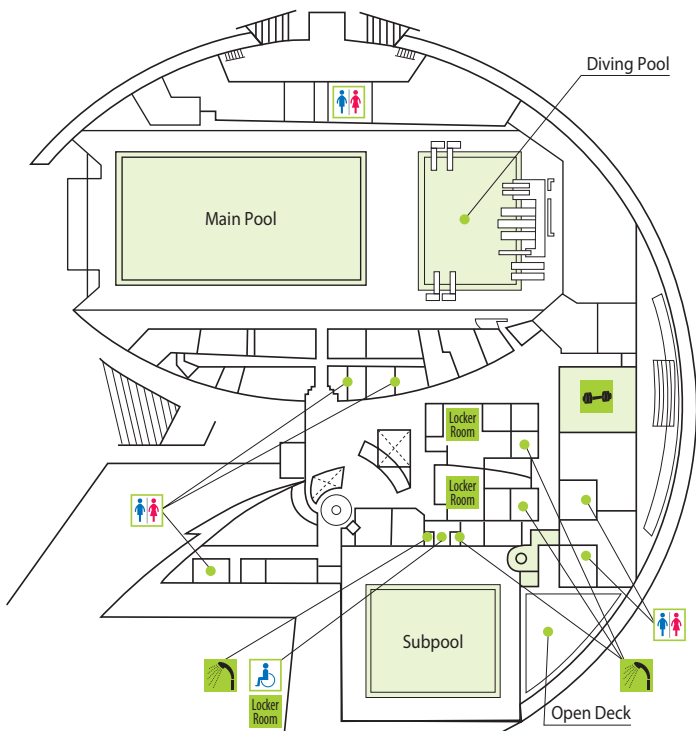 Diving Pool
Main Pool
Locker
Room
Locker
Room
Subpool
Locker
Room
Open Deck